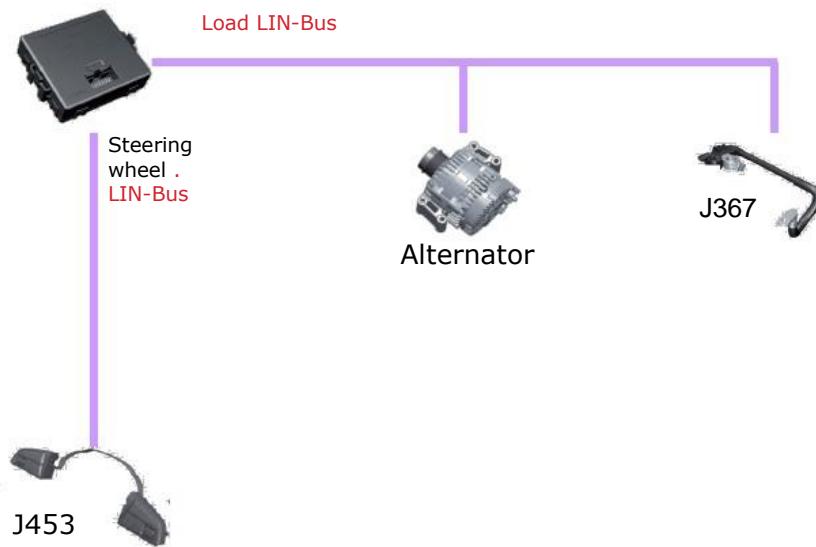 Load LIN-Bus
Steering
wheel .
LIN-Bus
J367
Alternator
J453